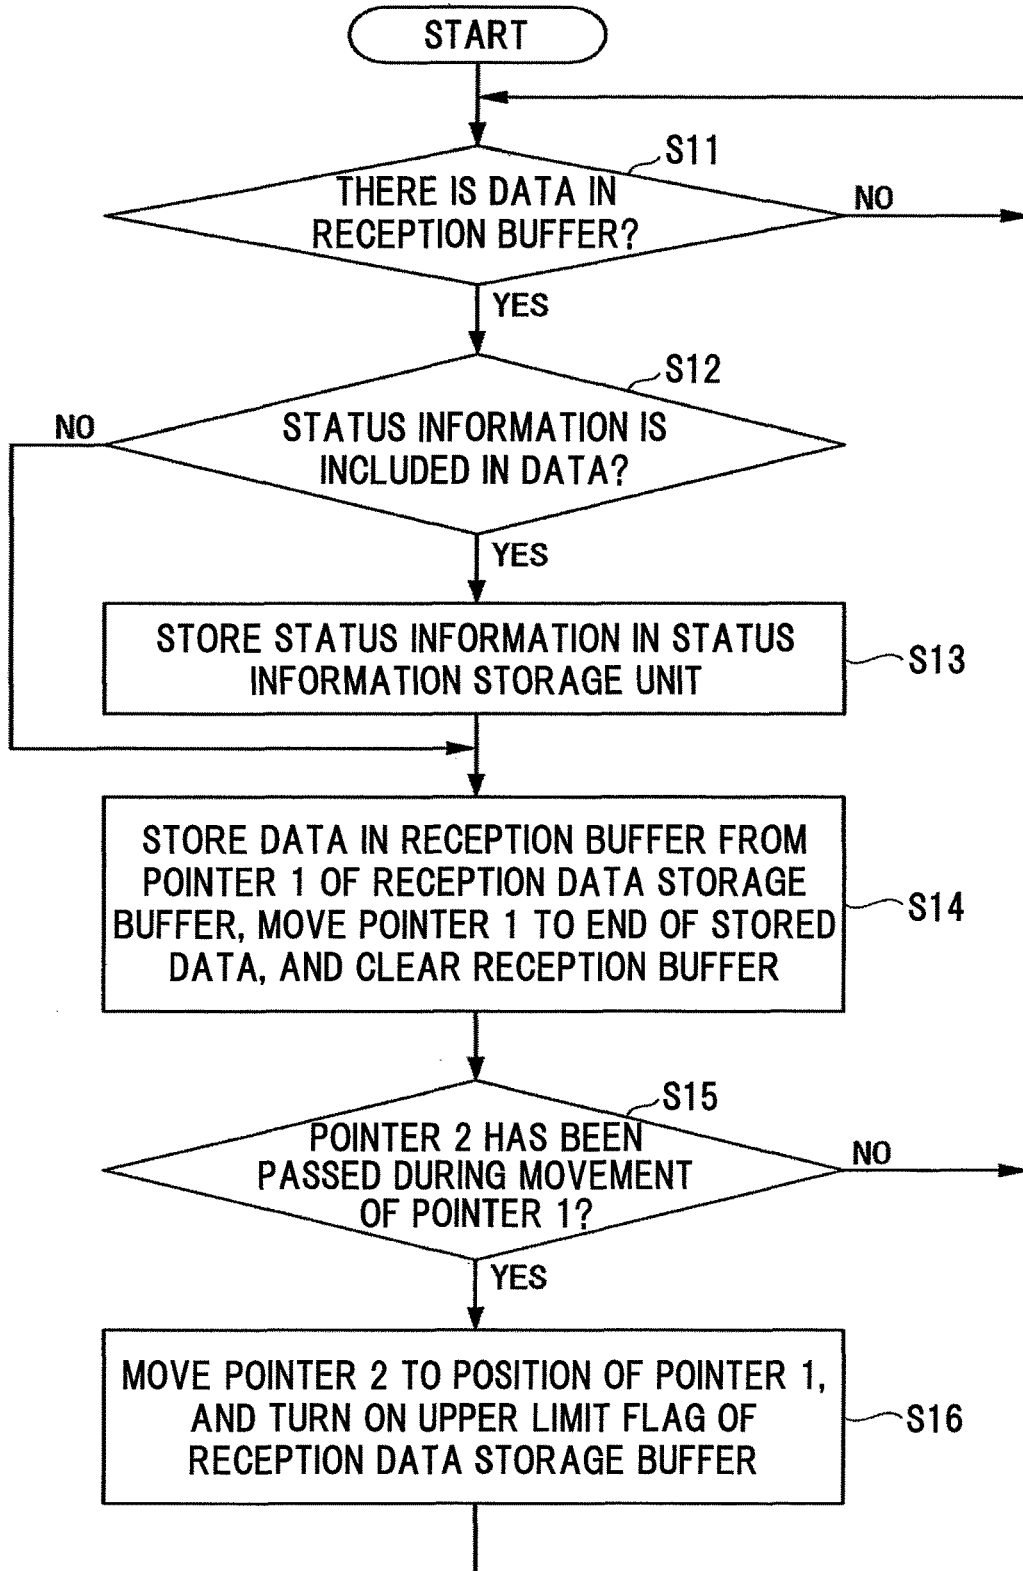 START
S11
THERE IS DATA IN
RECEPTION BUFFER?
NO
YES
S12
NO
STATUS INFORMATION IS
INCLUDED IN DATA?
YES
STORE STATUS INFORMATION IN STATUS
INFORMATION STORAGE UNIT
S13
STORE DATA IN RECEPTION BUFFER FROM
POINTER 1 OF RECEPTION DATA STORAGE
BUFFER, MOVE POINTER 1 TO END OF STORED
DATA, AND CLEAR RECEPTION BUFFER
S14
S15
POINTER 2 HAS BEEN
PASSED DURING MOVEMENT
OF POINTER 1?
NO
YES
MOVE POINTER 2 TO POSITION OF POINTER 1,
AND TURN ON UPPER LIMIT FLAG OF
RECEPTION DATA STORAGE BUFFER
S16